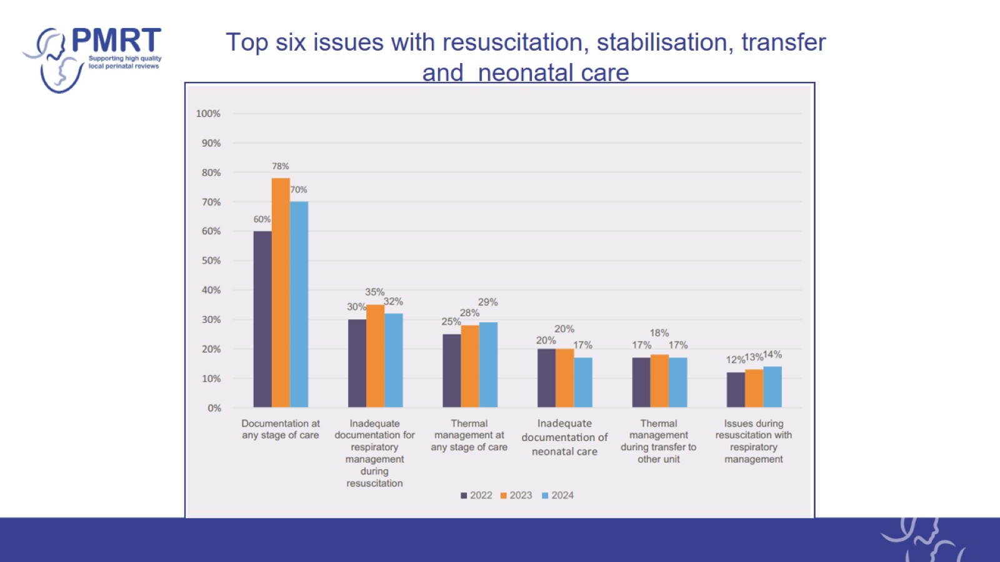 PMRT
Supporting high quality
local perinatal reviews
Top six issues with resuscitation, stabilisation, transfer
and neonatal care
100%
90%
80%
70%
60%
50%
40%
30%
20%
10%
0%
60%
78%
70%
30%
35%
32%
25%
28%
29%
20%
20%
17%
17%
18%
17%
12%
13%
14%
Documentation at
any stage of care
Inadequate
documentation for
respiratory
management
during
resuscitation
Thermal
management at
any stage of care
Inadequate
documentation of
neonatal care
Thermal
management
during transfer to
other unit
Issues during
resuscitation with
respiratory
management
2022 2023 2024